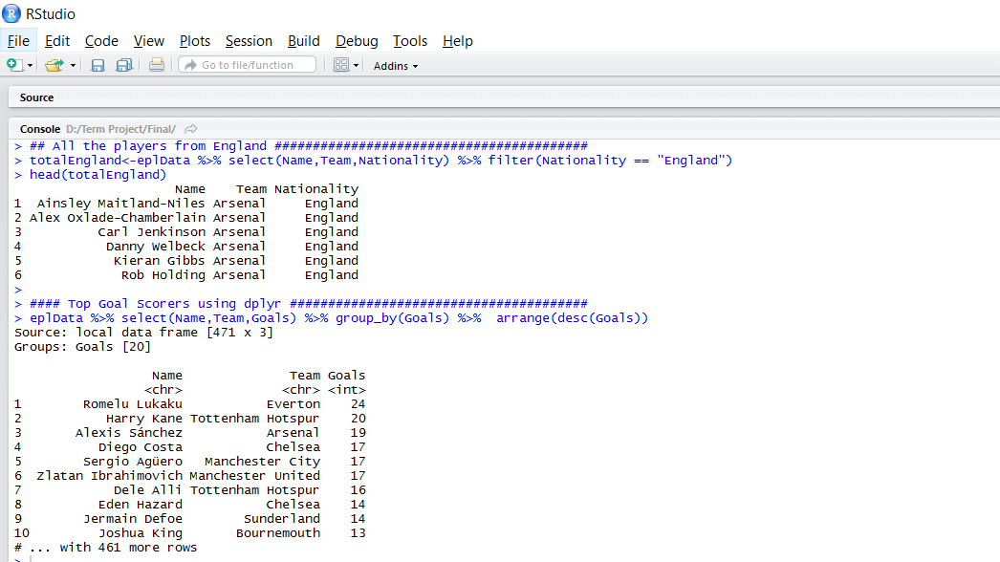 R RStudio
File Edit Code View Plots Session Build Debug Tools Help
Go to file/function Addins
Source
Console D:/Term Project/Final/
> ## All the players from England #########################################
> totalEngland<-eplData %>% select(Name,Team,Nationality) %>% filter(Nationality == "England")
> head(totalEngland)
                     Name    Team Nationality
1  Ainsley Maitland-Niles Arsenal     England
2 Alex Oxlade-Chamberlain Arsenal     England
3          Carl Jenkinson Arsenal     England
4           Danny Welbeck Arsenal     England
5            Kieran Gibbs Arsenal     England
6             Rob Holding Arsenal     England
>
> #### Top Goal Scorers using dplyr #######################################
> eplData %>% select(Name,Team,Goals) %>% group_by(Goals) %>%  arrange(desc(Goals))
Source: local data frame [471 x 3]
Groups: Goals [20]
                  Name              Team Goals
                 <chr>             <chr> <int>
1        Romelu Lukaku           Everton    24
2           Harry Kane Tottenham Hotspur    20
3       Alexis Sánchez           Arsenal    19
4          Diego Costa           Chelsea    17
5        Sergio Agüero   Manchester City    17
6  Zlatan Ibrahimovich Manchester United    17
7            Dele Alli Tottenham Hotspur    16
8          Eden Hazard           Chelsea    14
9        Jermain Defoe        Sunderland    14
10         Joshua King       Bournemouth    13
# ... with 461 more rows
>